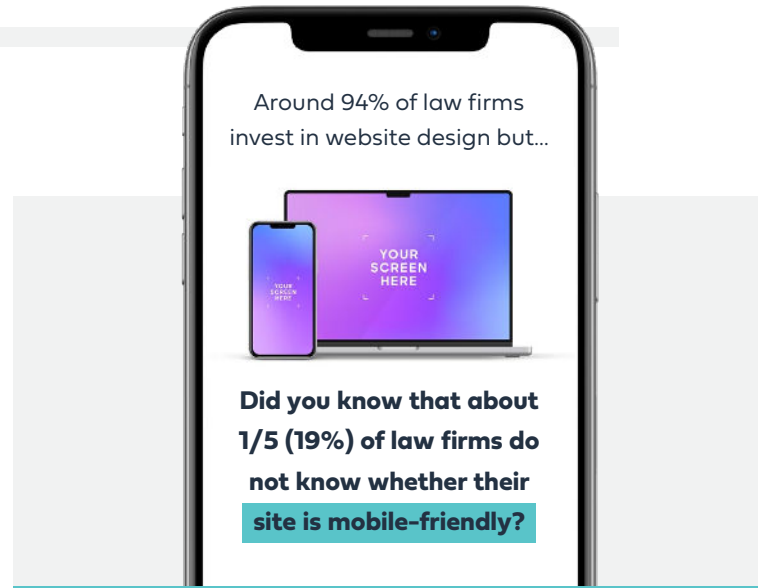 Around 94% of law firms
invest in website design but...
YOUR
SCREEN
HERE
YOUR
SCREEN
HERE
Did you know that about
1/5 (19%) of law firms do
not know whether their
site is mobile-friendly?